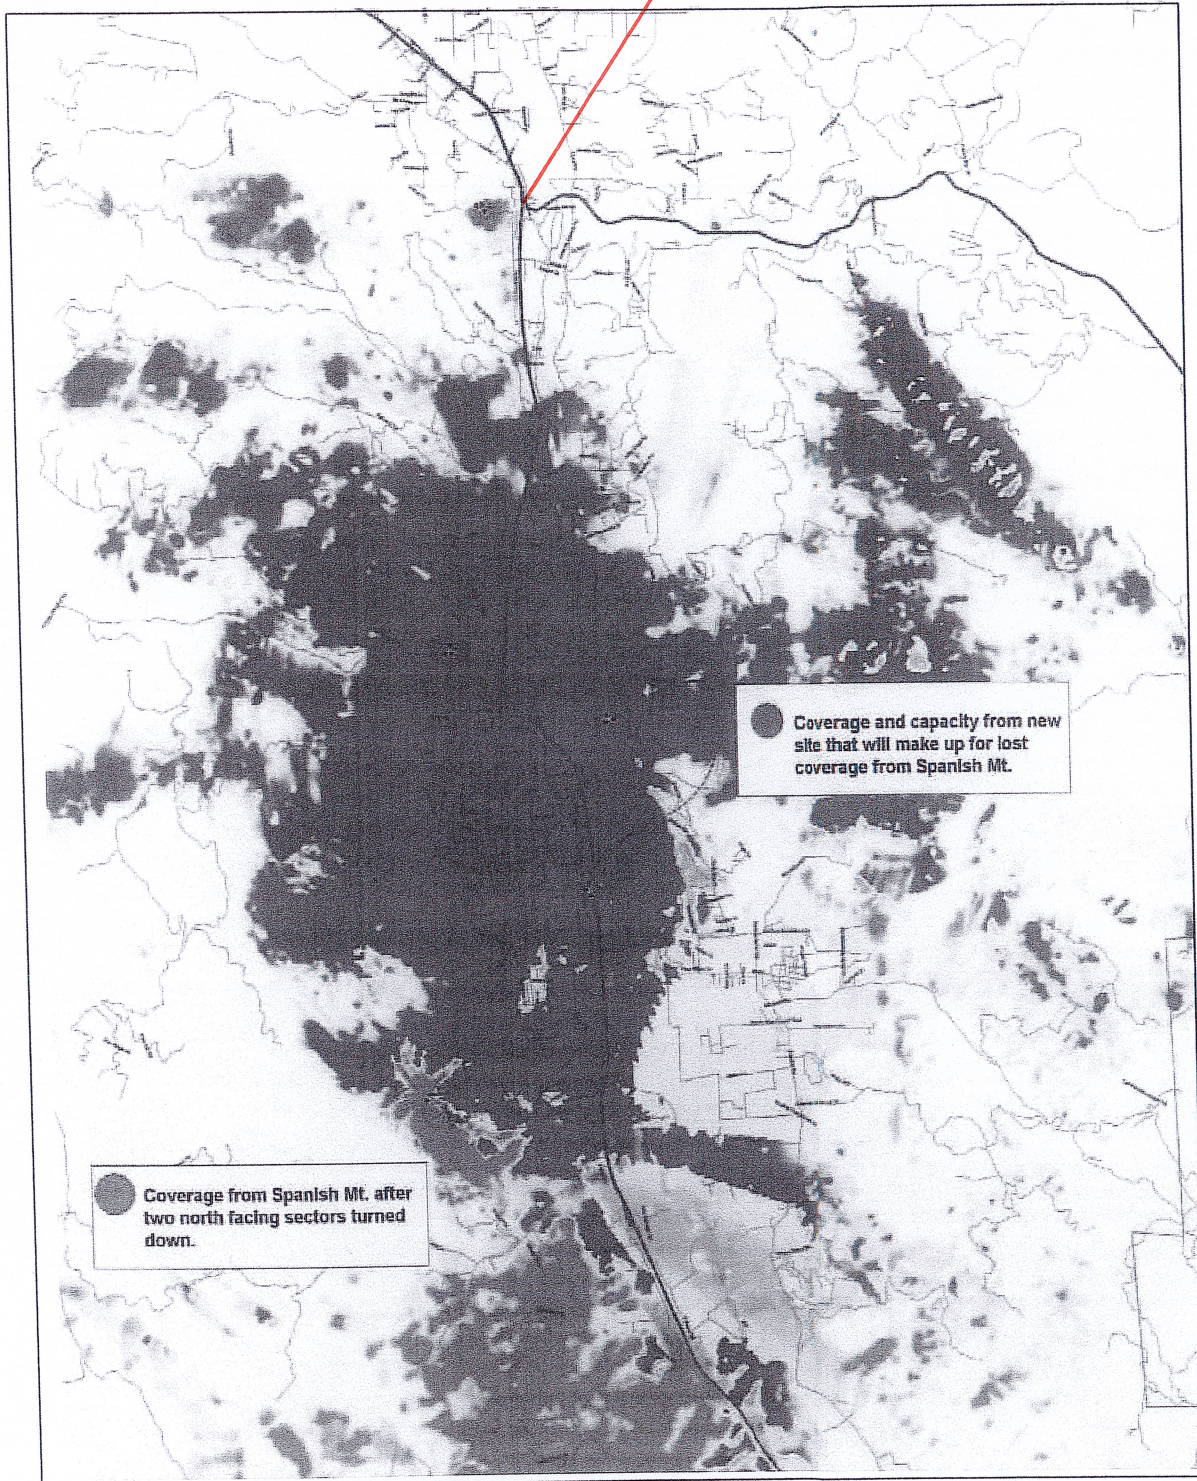 Coverage and capacity from new
site that will make up for lost
coverage from Spanish Mt.
Coverage from Spanish Mt. after
two north facing sectors turned
down.